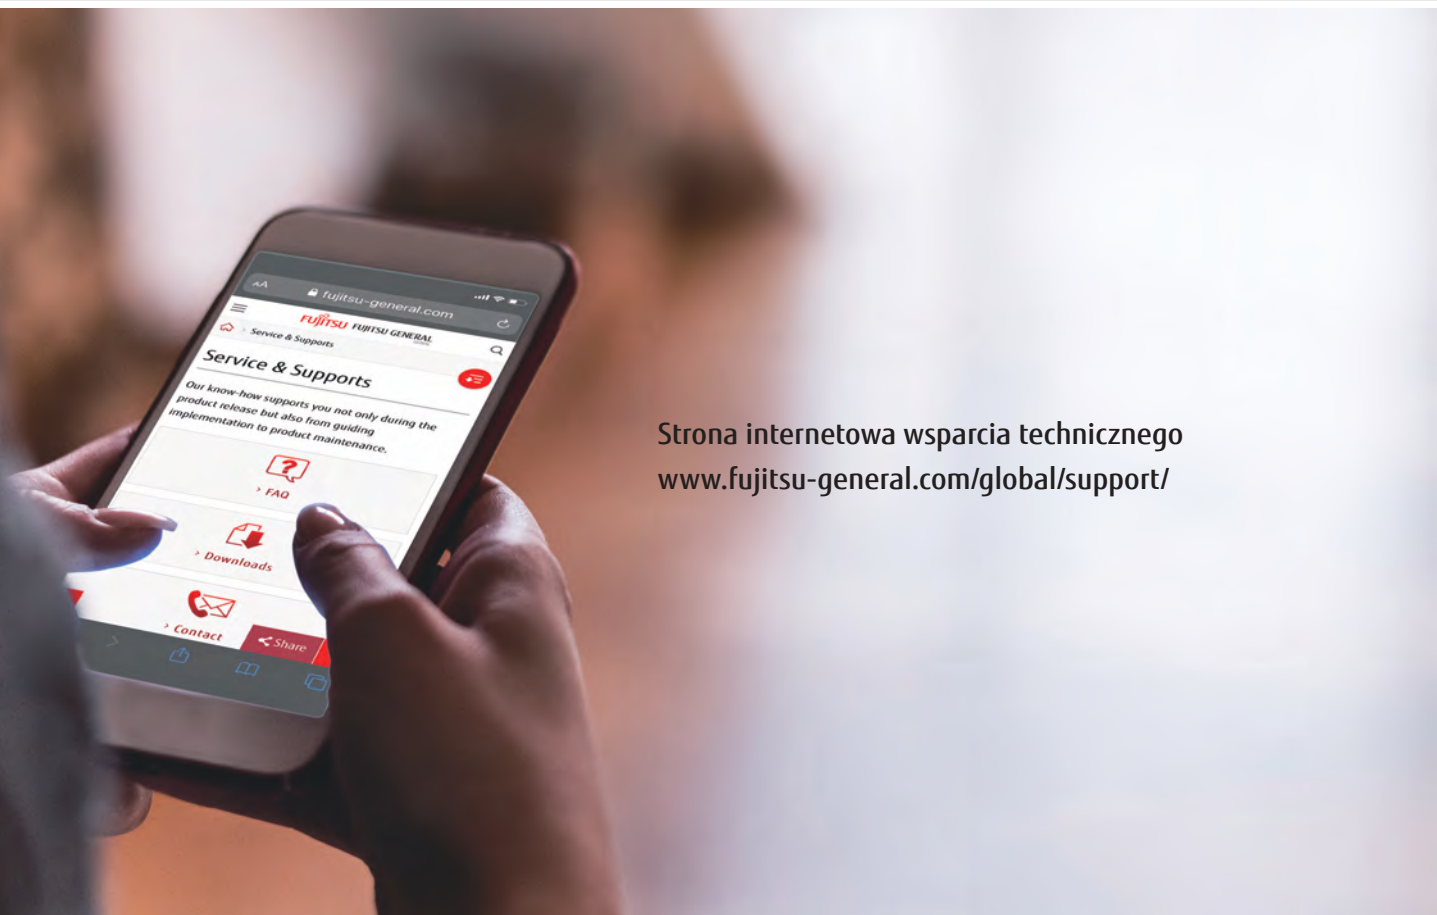 AA fujitsu-general.com
FUJITSU FUJITSU GENERAL
Service & Supports
Service & Supports
Our know-how supports you not only during the
product release but also from guiding
implementation to product maintenance.
> FAQ
> Downloads
> Contact
Share
Strona internetowa wsparcia technicznego
www.fujitsu-general.com/global/support/